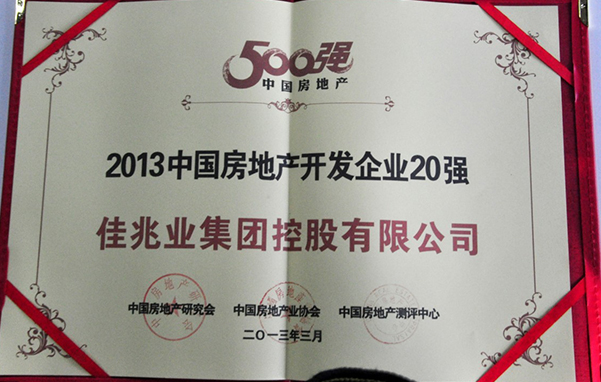 500强
中国房地产
2013中国房地产开发企业20强
佳兆业集团控股有限公司
中国房地产研究会 中国房地产业协会 中国房地产测评中心
二〇一三年三月